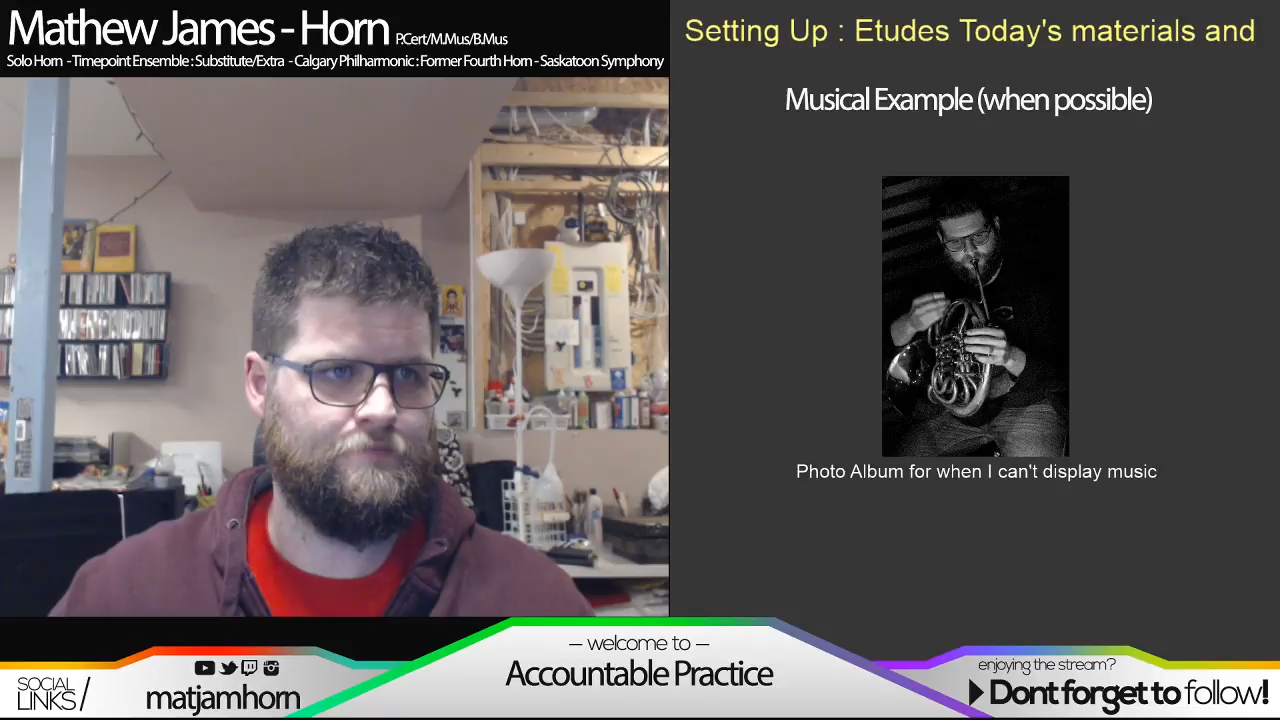 Mathew James - Horn P.Cert/M.Mus/B.Mus
Solo Horn - Timepoint Ensemble : Substitute/Extra - Calgary Philharmonic : Former Fourth Horn - Saskatoon Symphony
Setting Up : Etudes Today's materials and
Musical Example (when possible)
Photo Album for when I can't display music
— welcome to —
Accountable Practice
SOCIAL
LINKS /
matjamhorn
enjoying the stream?
Dont forget to follow!